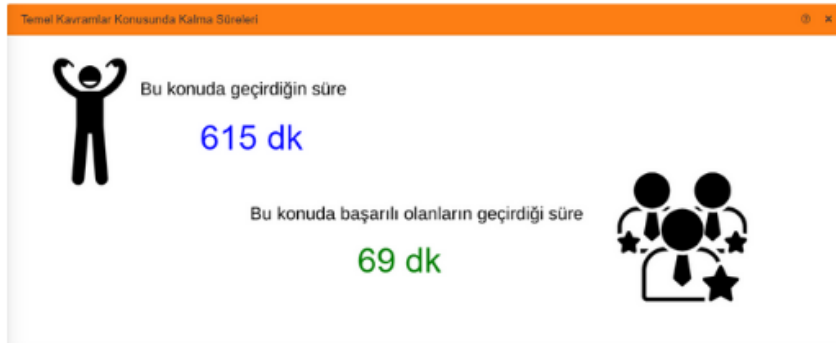 Temel Kavramlar Konusunda Kalma Süreleri
Bu konuda geçirdiğin süre
615 dk
Bu konuda başarılı olanların geçirdiği süre
69 dk